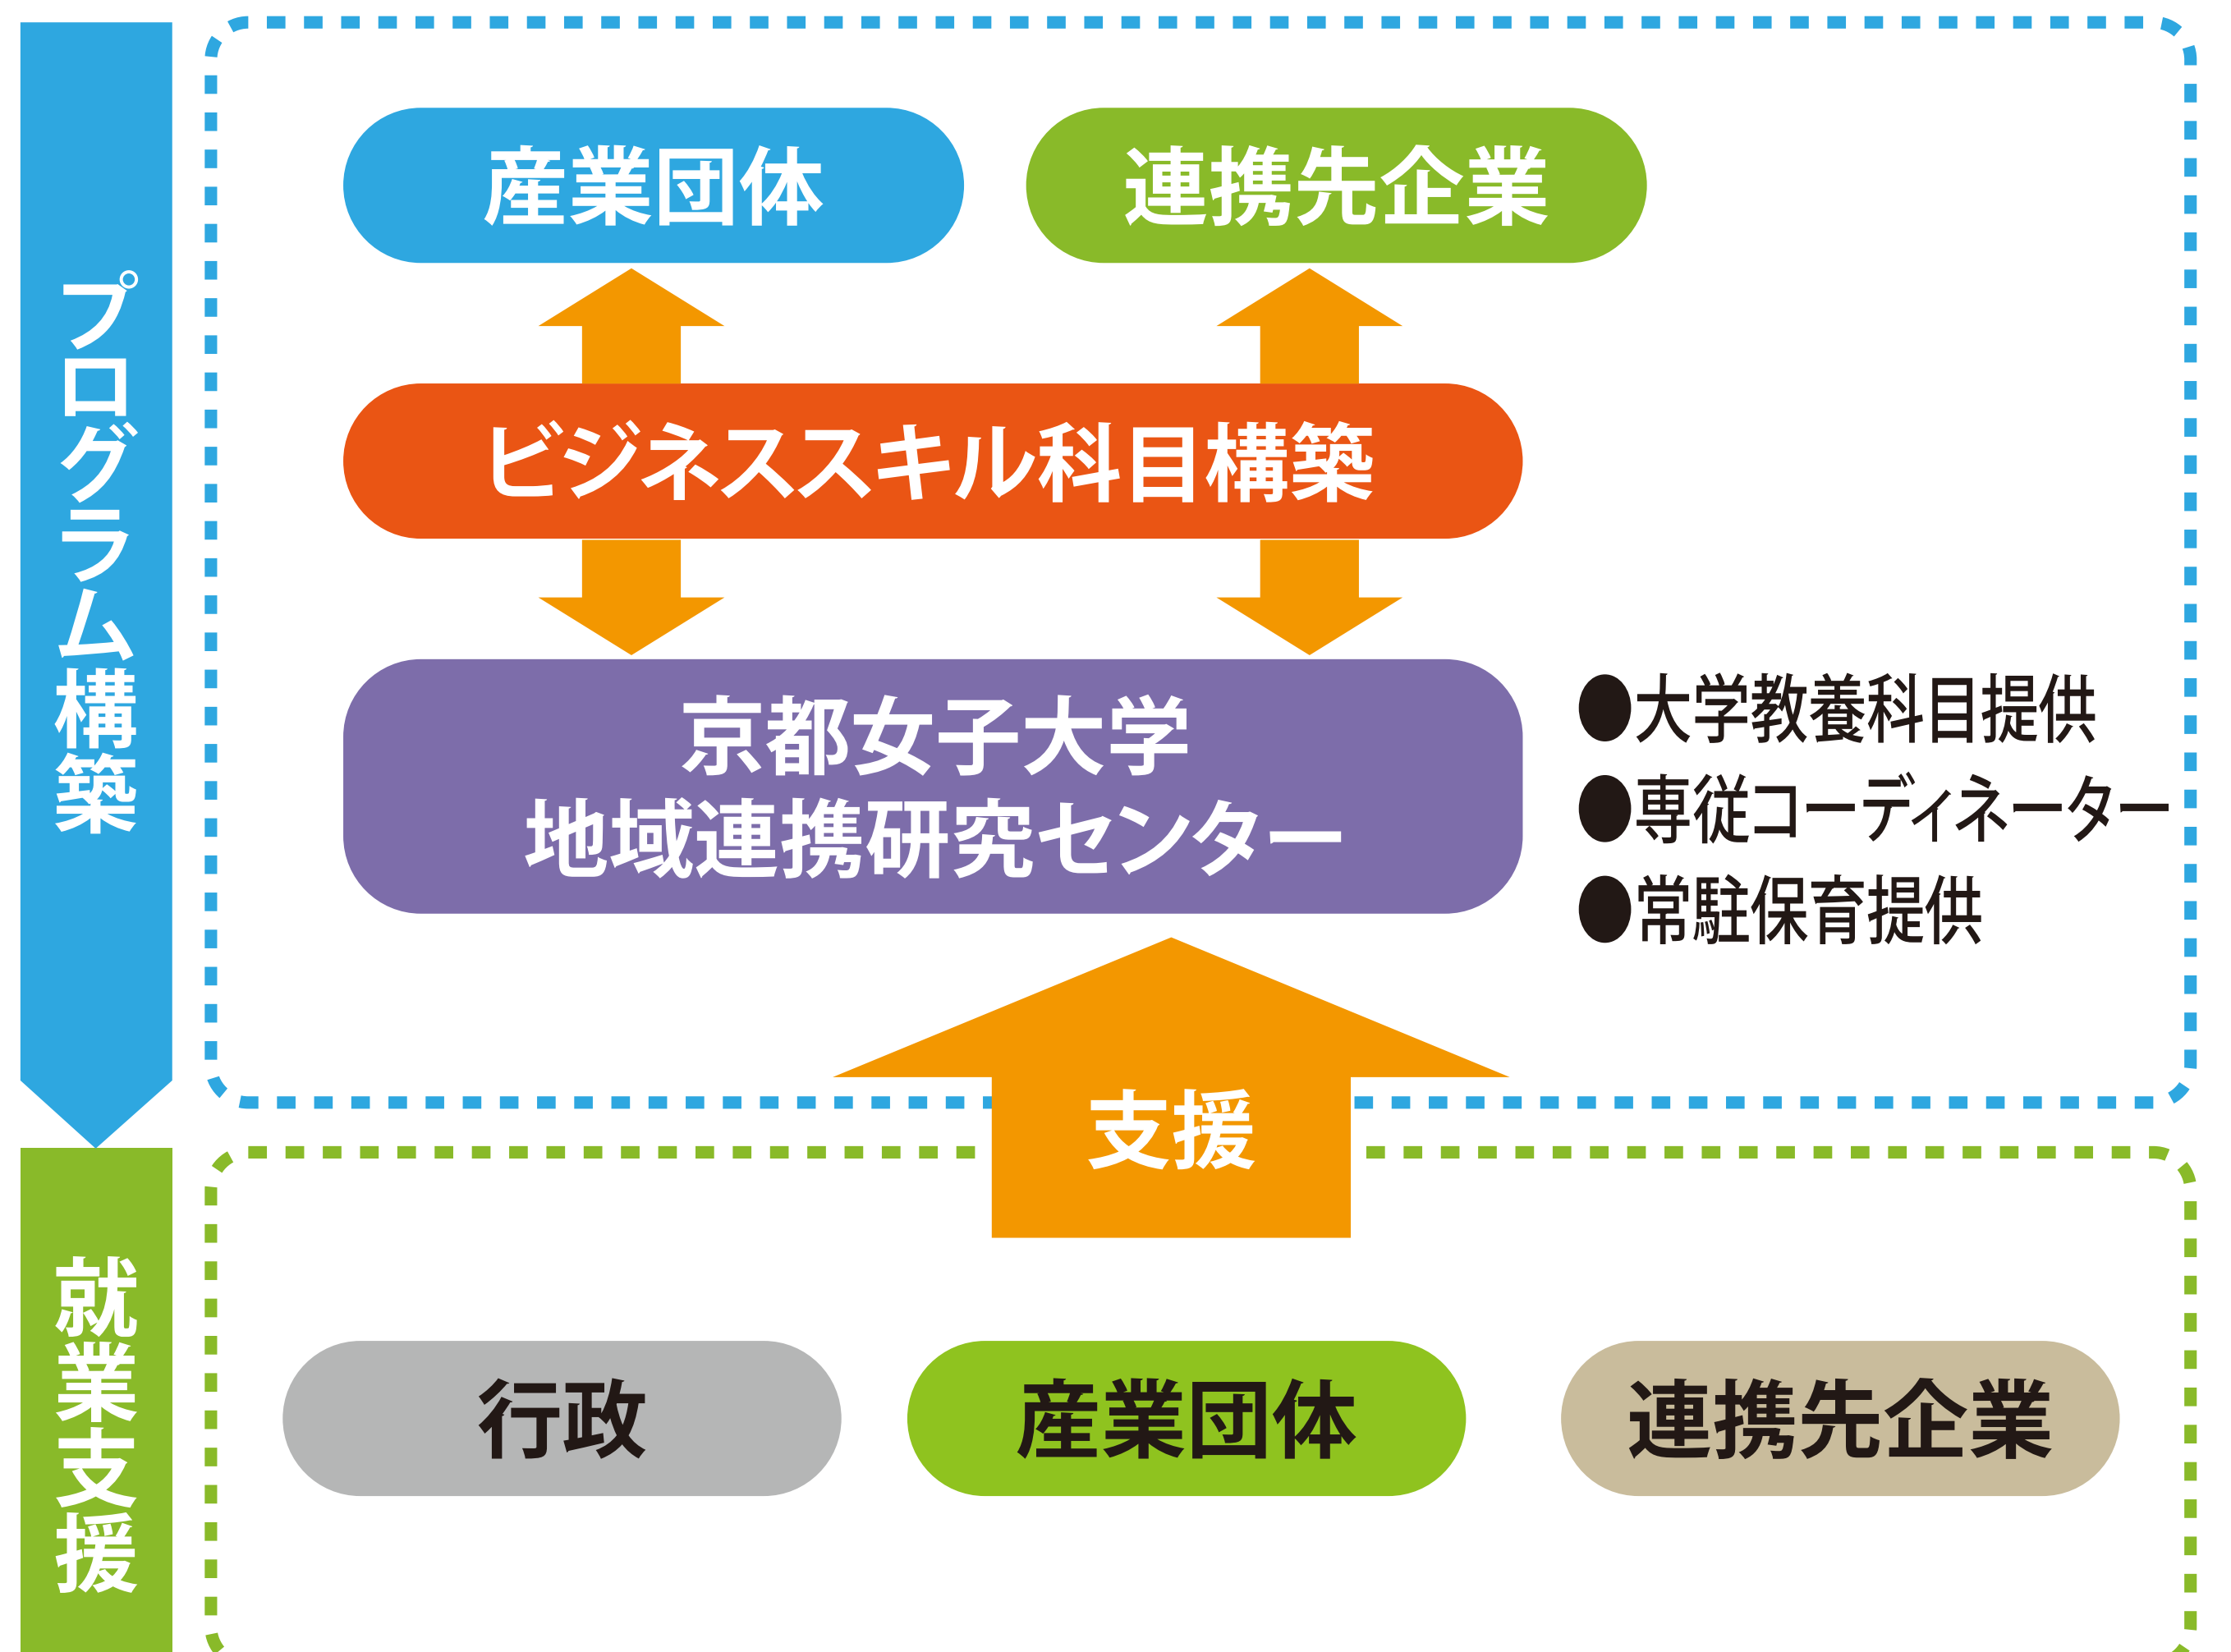 プログラム構築
産業団体
連携先企業
ビジネススキル科目構築
京都女子大学
地域連携研究センター
●大学教養科目提供
●専任コーディネーター
●常駐保育提供
支援
就業支援
行政
産業団体
連携先企業